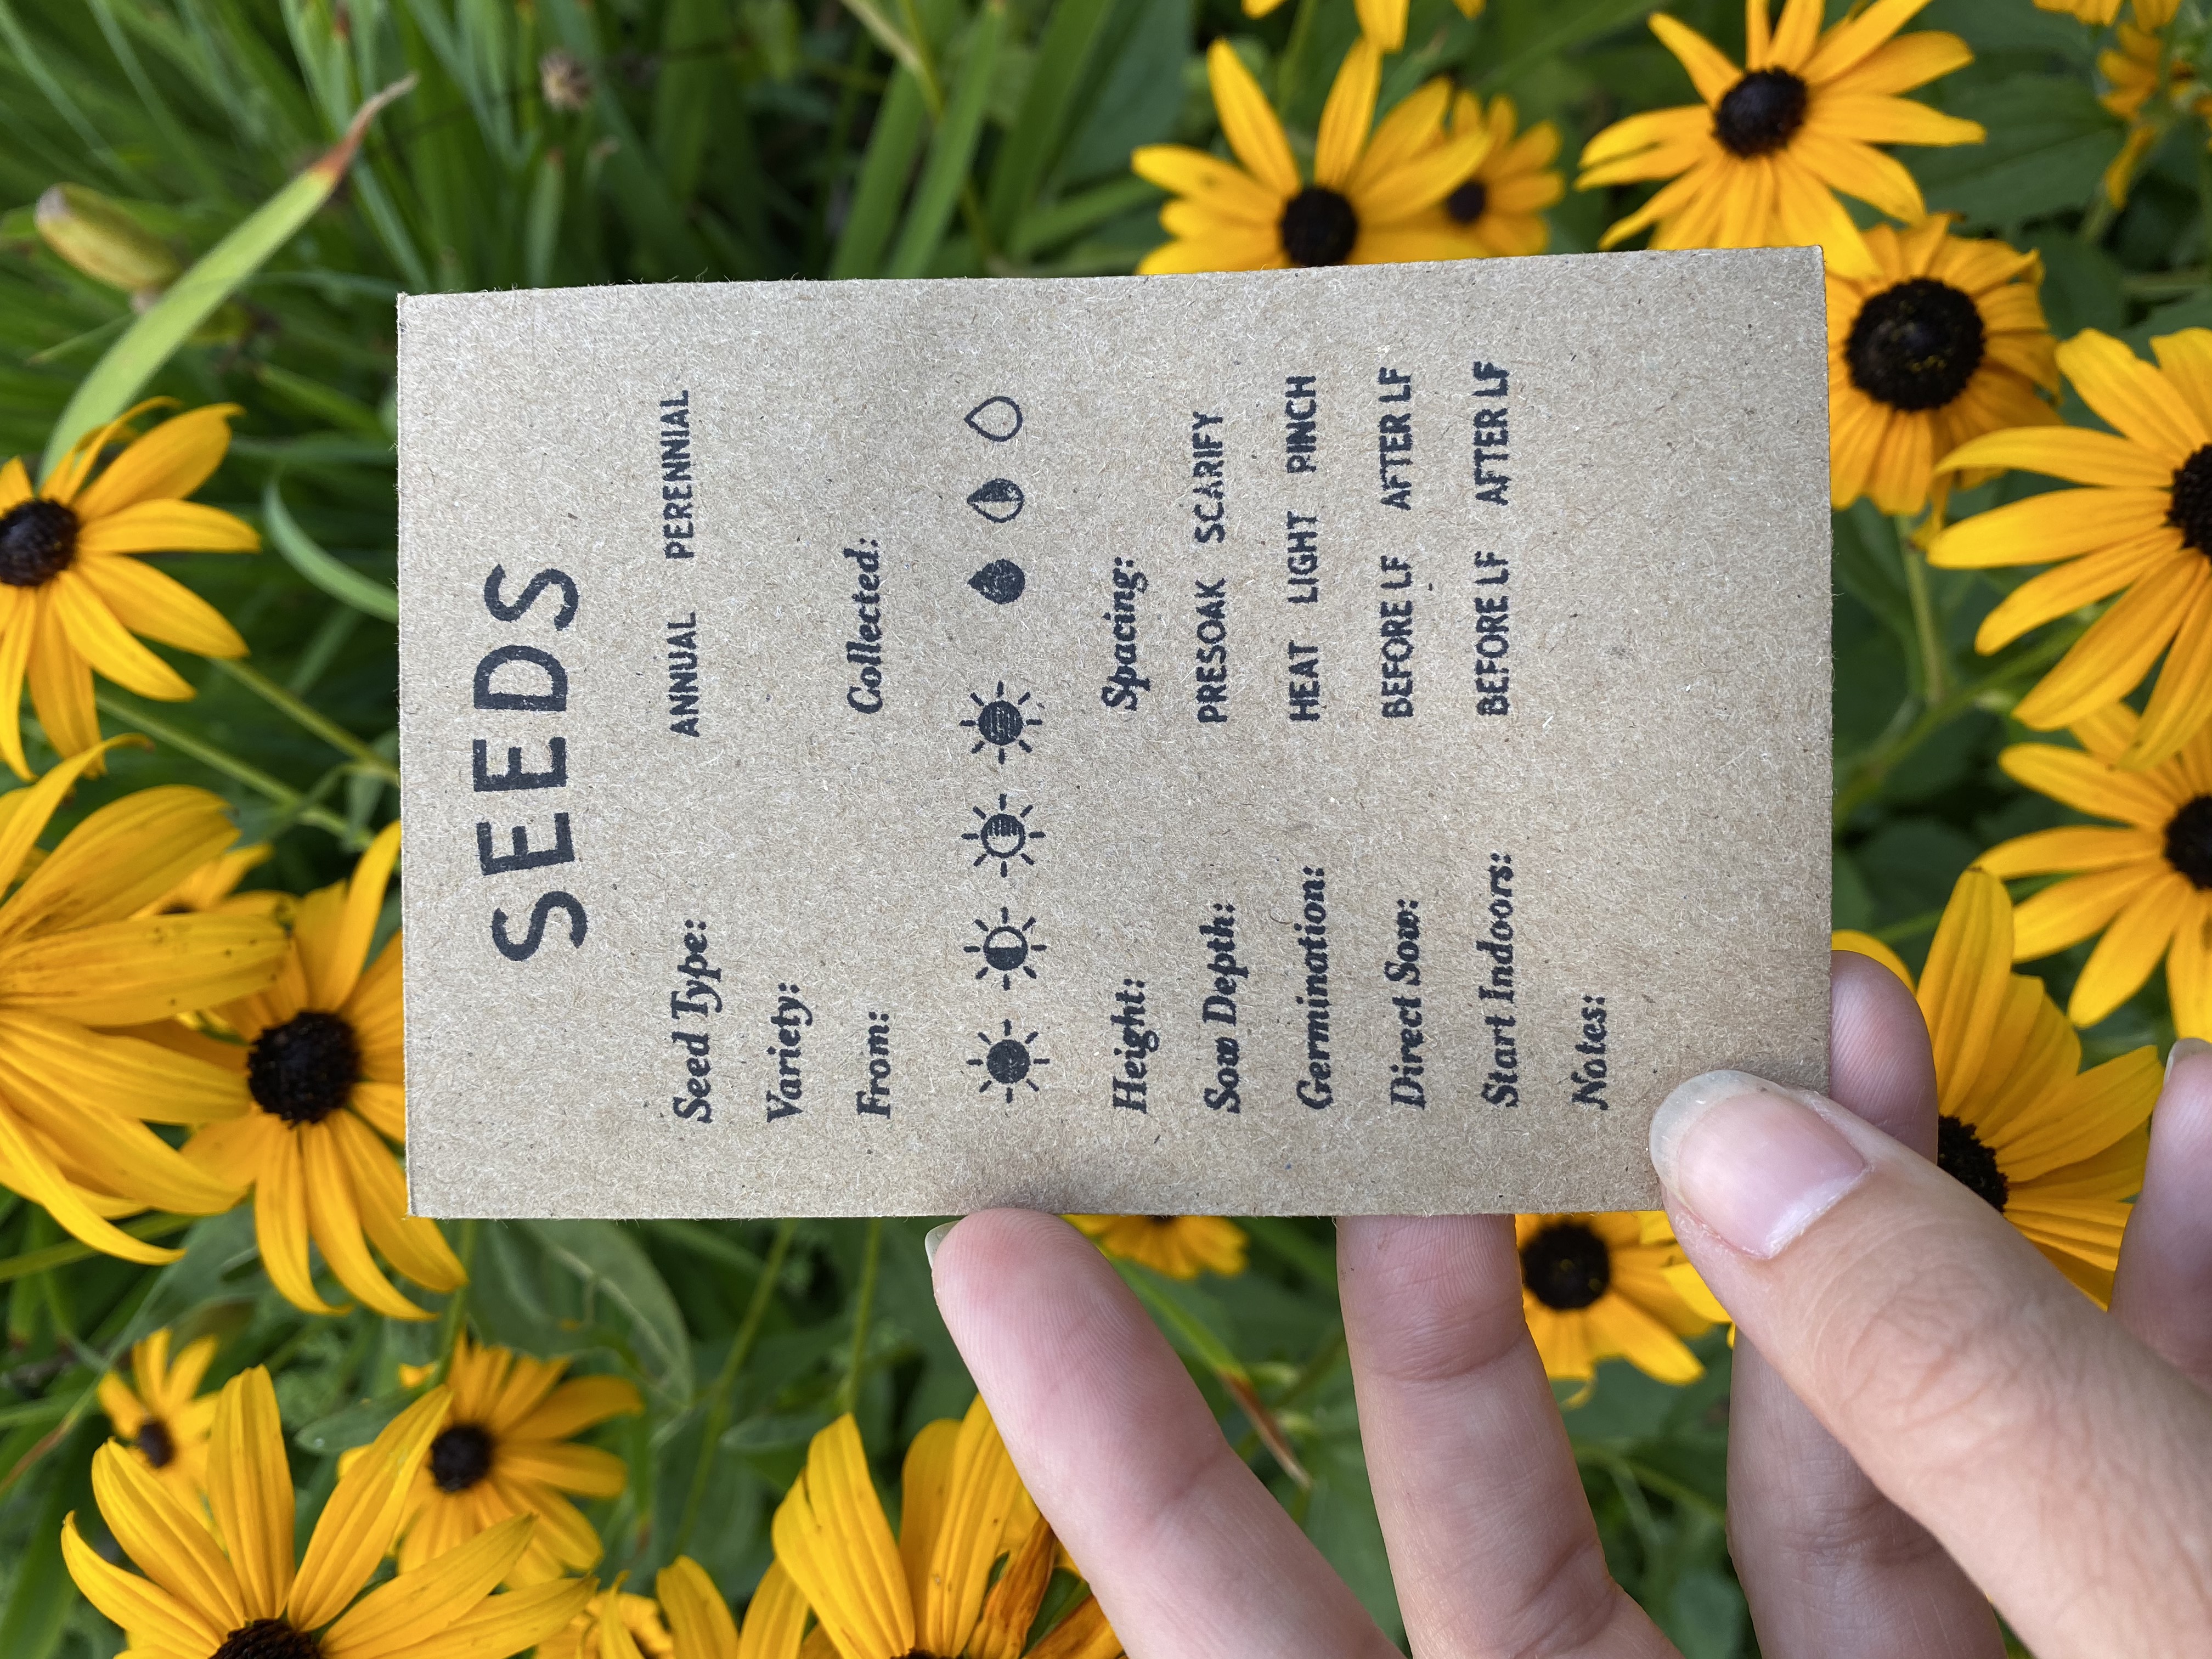 SEEDS
Seed Type: ANNUAL PERENNIAL
Variety:
From: Collected:
Height: Spacing:
Sow Depth: PRESOAK SCARIFY
Germination: HEAT LIGHT PINCH
Direct Sow: BEFORE LF AFTER LF
Start Indoors: BEFORE LF AFTER LF
Notes: